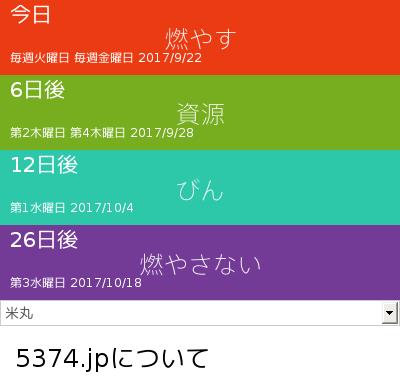 今日
燃やす
毎週火曜日 毎週金曜日 2017/9/22
6日後
資源
第2木曜日 第4木曜日 2017/9/28
12日後
びん
第1水曜日 2017/10/4
26日後
燃やさない
第3水曜日 2017/10/18
米丸
5374.jpについて